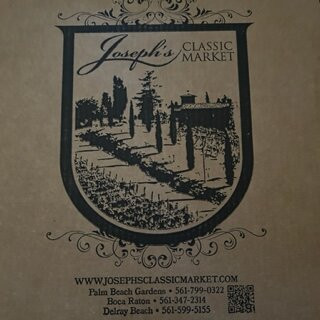 Joseph's CLASSIC
MARKET
WWW.JOSEPHSCLASSICMARKET.COM
Palm Beach Gardens • 561-799-0322
Boca Raton • 561-347-2314
Delray Beach • 561-599-5155